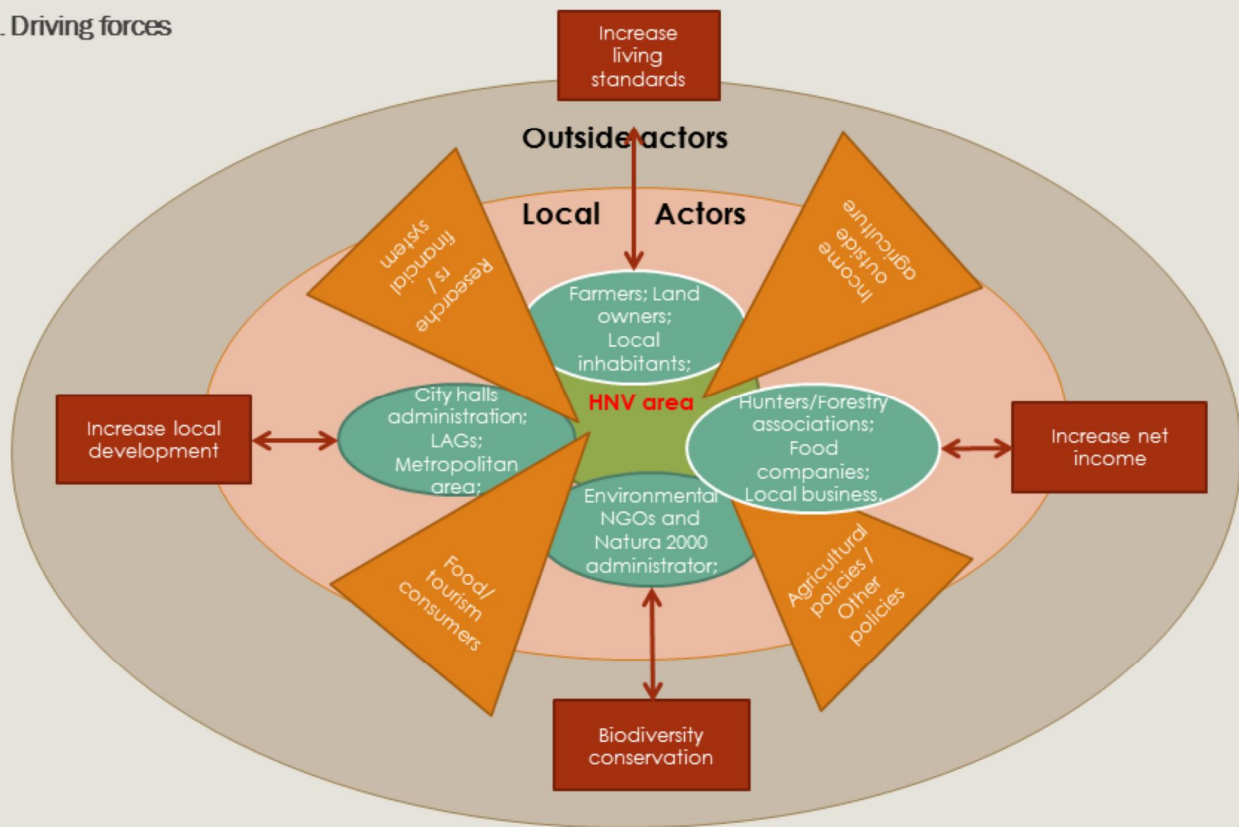 . Driving forces
Increase
living
standards
Outside actors
Local Actors
Researche
rs /
financial
system
Income
outside
agriculture
Farmers; Land
owners;
Local
inhabitants;
HNV area
City halls
administration;
LAGs;
Metropolitan
area;
Hunters/Forestry
associations;
Food
companies;
Local business.
Increase local
development
Increase net
income
Environmental
NGOs and
Natura 2000
administrator;
Food/
tourism
consumers
Agricultural
policies /
Other
policies
Biodiversity
conservation